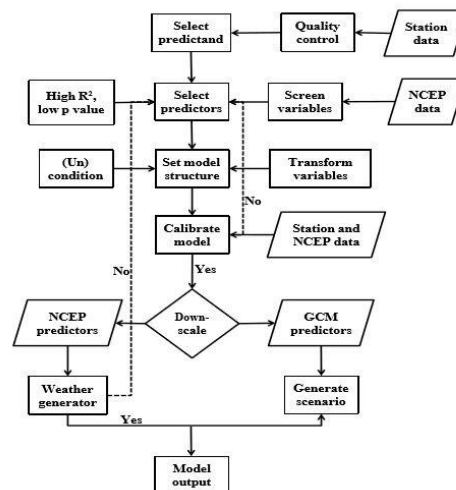 Select
predictand
Quality
control
Station
data
High R²,
low p value
Select
predictors
Screen
variables
NCEP
data
(Un)
condition
Set model
structure
Transform
variables
No
Calibrate
model
Station and
NCEP data
Yes
No
NCEP
predictors
Down-
scale
GCM
predictors
Weather
generator
Generate
scenario
Yes
Model
output